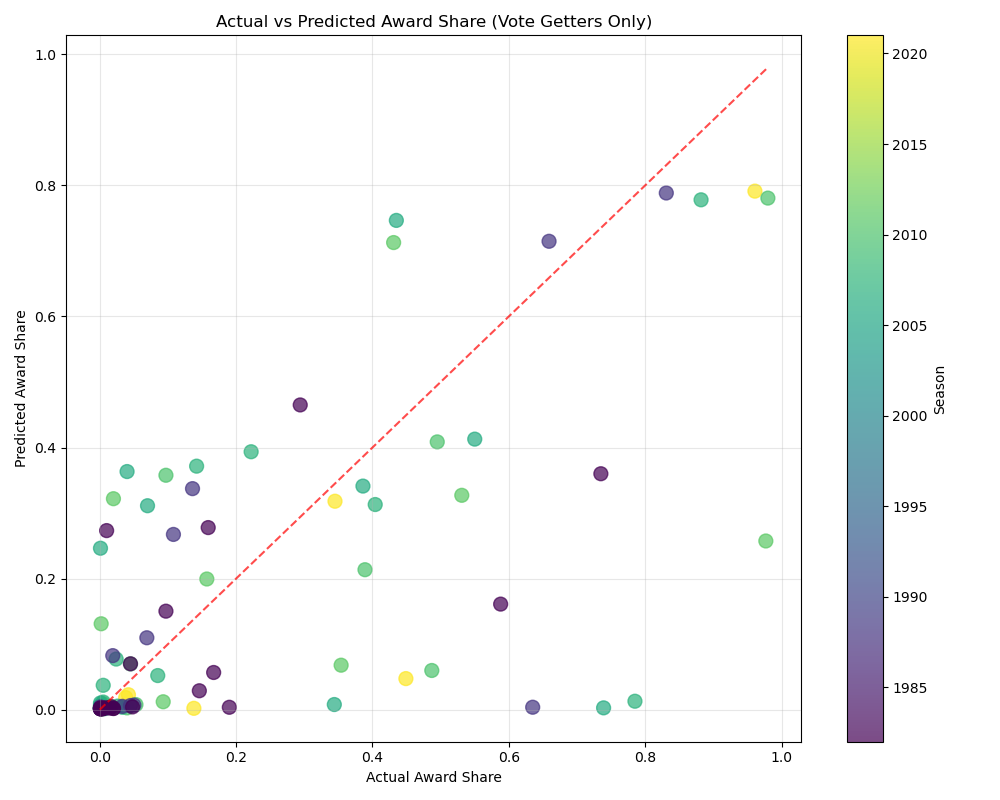 Actual vs Predicted Award Share (Vote Getters Only)
Predicted Award Share
1.0
0.8
0.6
0.4
0.2
0.0
0.0 0.2 0.4 0.6 0.8 1.0
Actual Award Share
2020
2015
2010
2005
2000
1995
1990
1985
Season